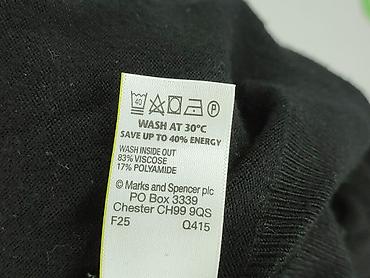 40 P
WASH AT 30°C
SAVE UP TO 40% ENERGY
WASH INSIDE OUT
83% VISCOSE
17% POLYAMIDE
© Marks and Spencer plc
PO Box 3339
Chester CH99 9QS
F25 Q415